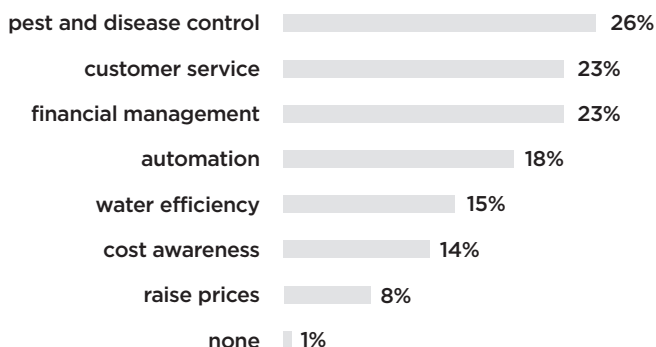 pest and disease control 26%
customer service 23%
financial management 23%
automation 18%
water efficiency 15%
cost awareness 14%
raise prices 8%
none 1%